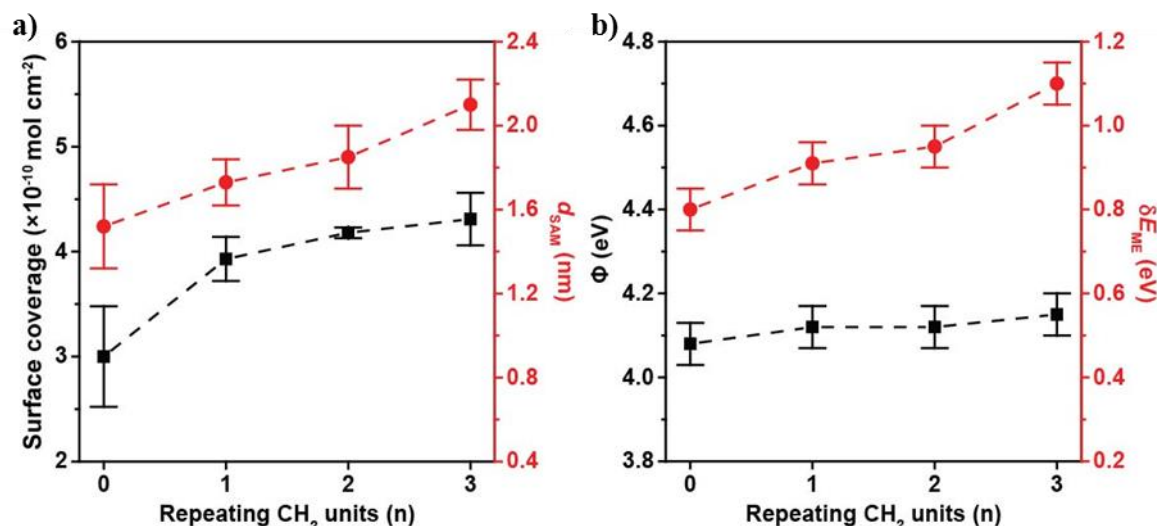 a)
Surface coverage (×10⁻¹⁰ mol cm⁻²)
6
5
4
3
2
2.4
2.0
1.6
1.2
0.8
0.4
d_SAM (nm)
0 1 2 3
Repeating CH₂ units (n)
b)
Φ (eV)
4.8
4.6
4.4
4.2
4.0
3.8
1.2
1.0
0.8
0.6
0.4
0.2
δE_ME (eV)
0 1 2 3
Repeating CH₂ units (n)